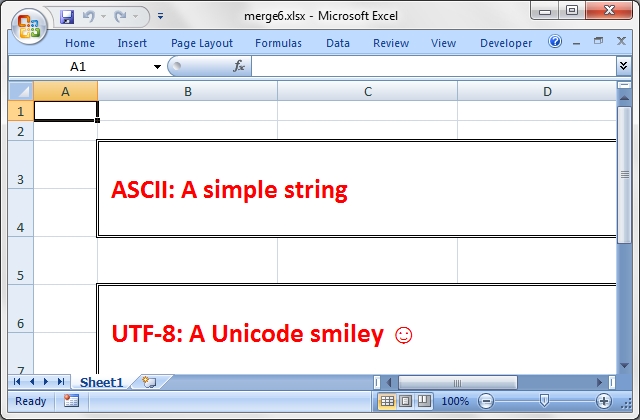 merge6.xlsx - Microsoft Excel
Home Insert Page Layout Formulas Data Review View Developer
A1 fx
A B C D
1
2
3
ASCII: A simple string
4
5
6
UTF-8: A Unicode smiley ☺
7
Sheet1
Ready 100%